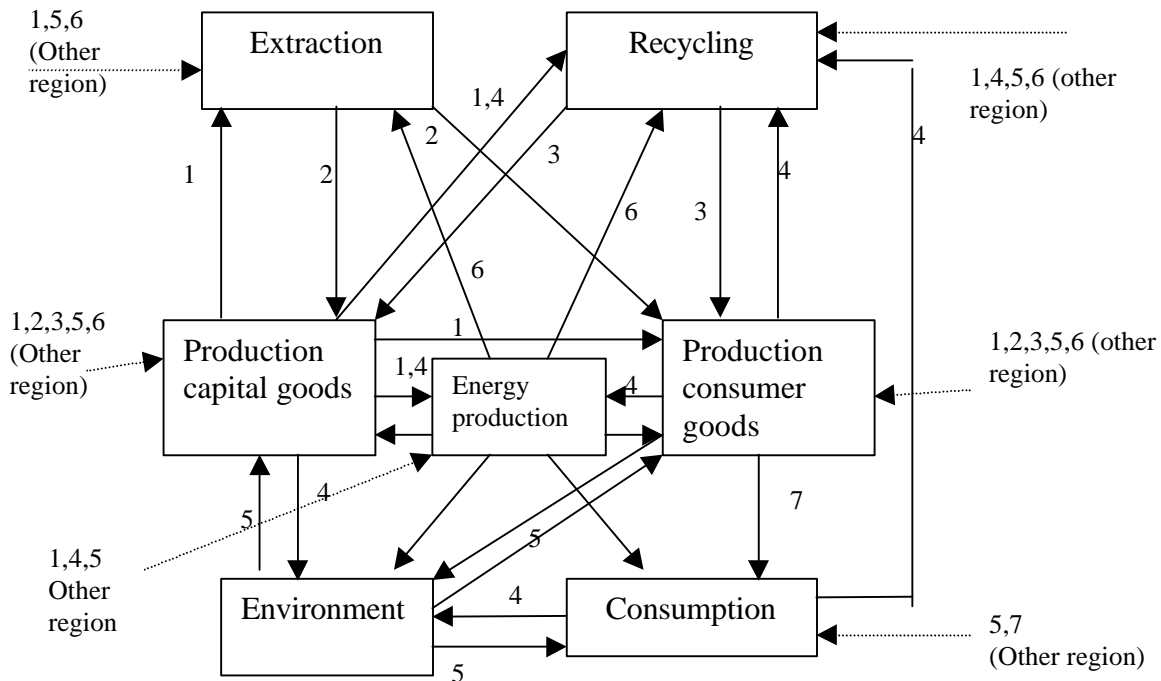 1,5,6
(Other
region)
Extraction
Recycling
1,4,5,6 (other
region)
1,4
2
3
4
1
2
6
3
4
6
1,2,3,5,6
(Other
region)
Production
capital goods
1
1,4
Energy
production
4
Production
consumer
goods
1,2,3,5,6 (other
region)
4
5
5
7
1,4,5
Other
region
Environment
4
Consumption
5
5,7
(Other region)